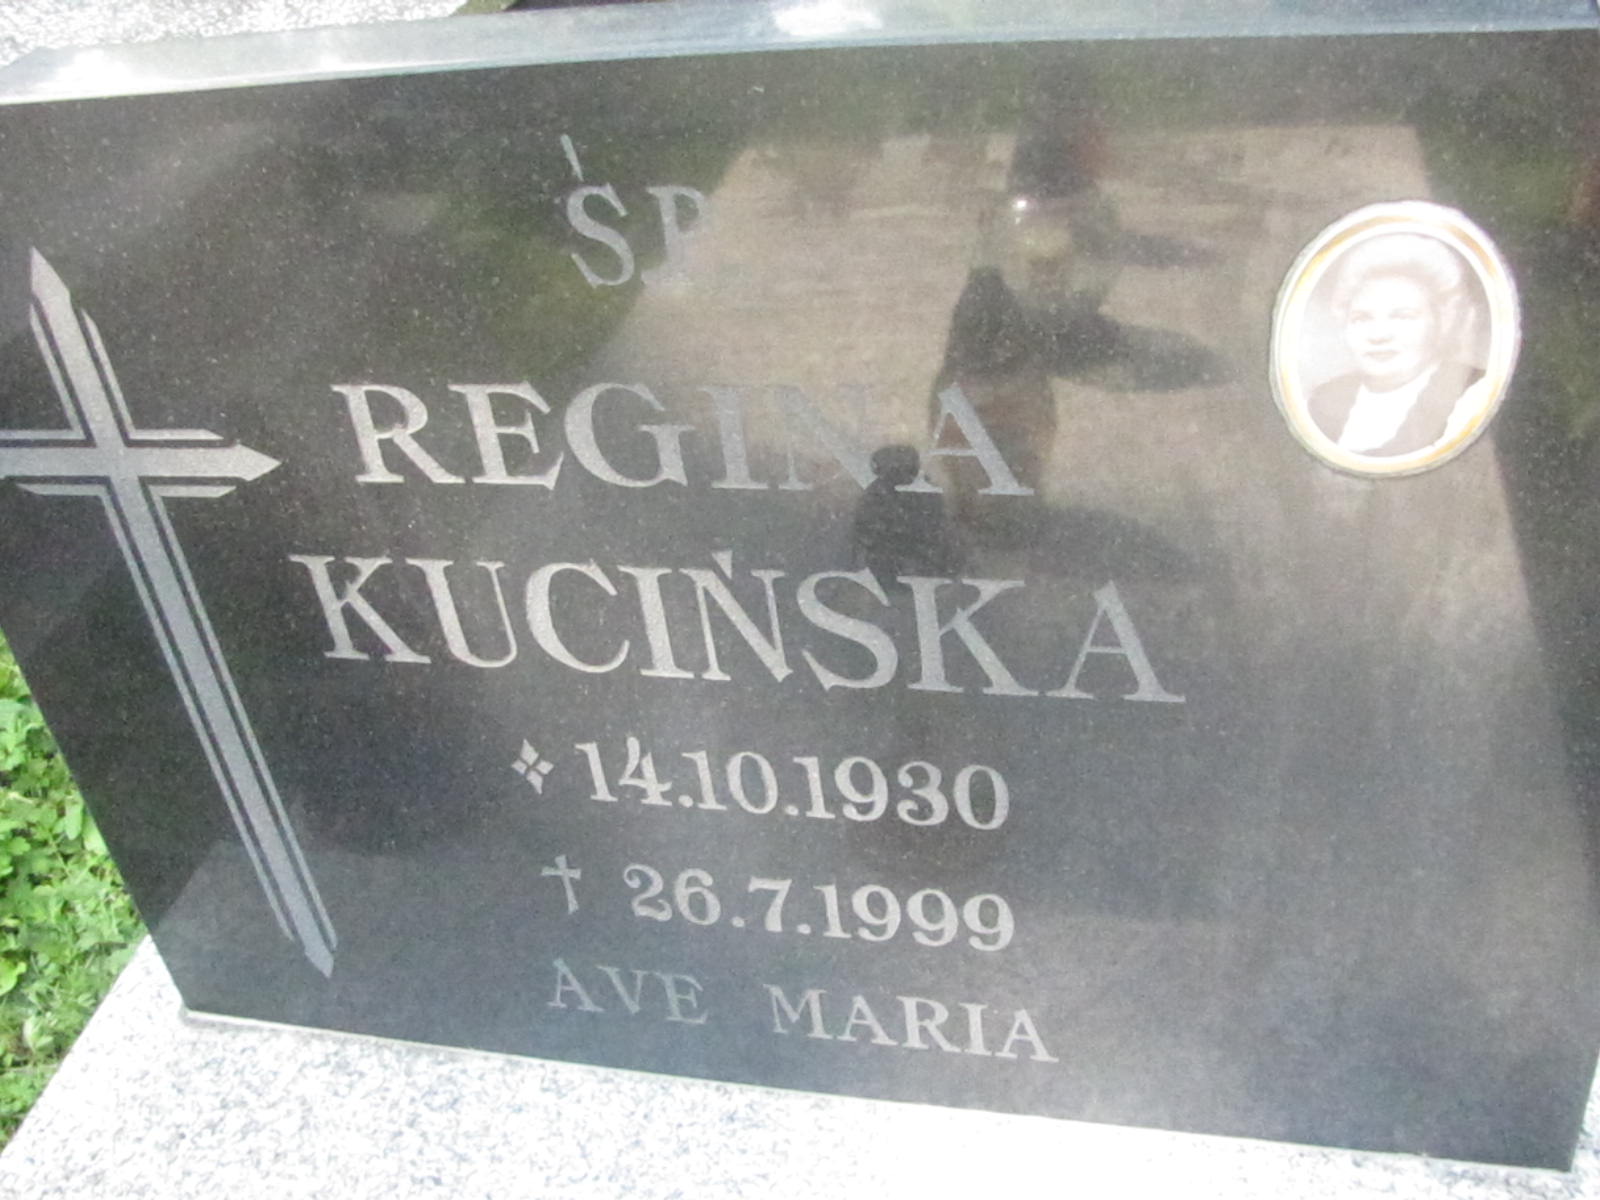 ŚP
REGINA
KUCIŃSKA
14.10.1930
† 26.7.1999
AVE MARIA